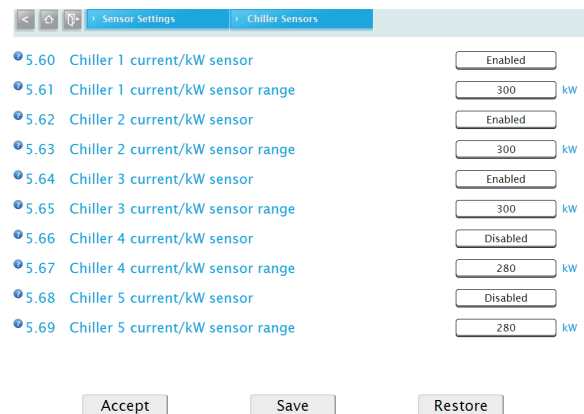 < › Sensor Settings › Chiller Sensors
? 5.60 Chiller 1 current/kW sensor Enabled
? 5.61 Chiller 1 current/kW sensor range 300 kW
? 5.62 Chiller 2 current/kW sensor Enabled
? 5.63 Chiller 2 current/kW sensor range 300 kW
? 5.64 Chiller 3 current/kW sensor Enabled
? 5.65 Chiller 3 current/kW sensor range 300 kW
? 5.66 Chiller 4 current/kW sensor Disabled
? 5.67 Chiller 4 current/kW sensor range 280 kW
? 5.68 Chiller 5 current/kW sensor Disabled
? 5.69 Chiller 5 current/kW sensor range 280 kW
Accept Save Restore